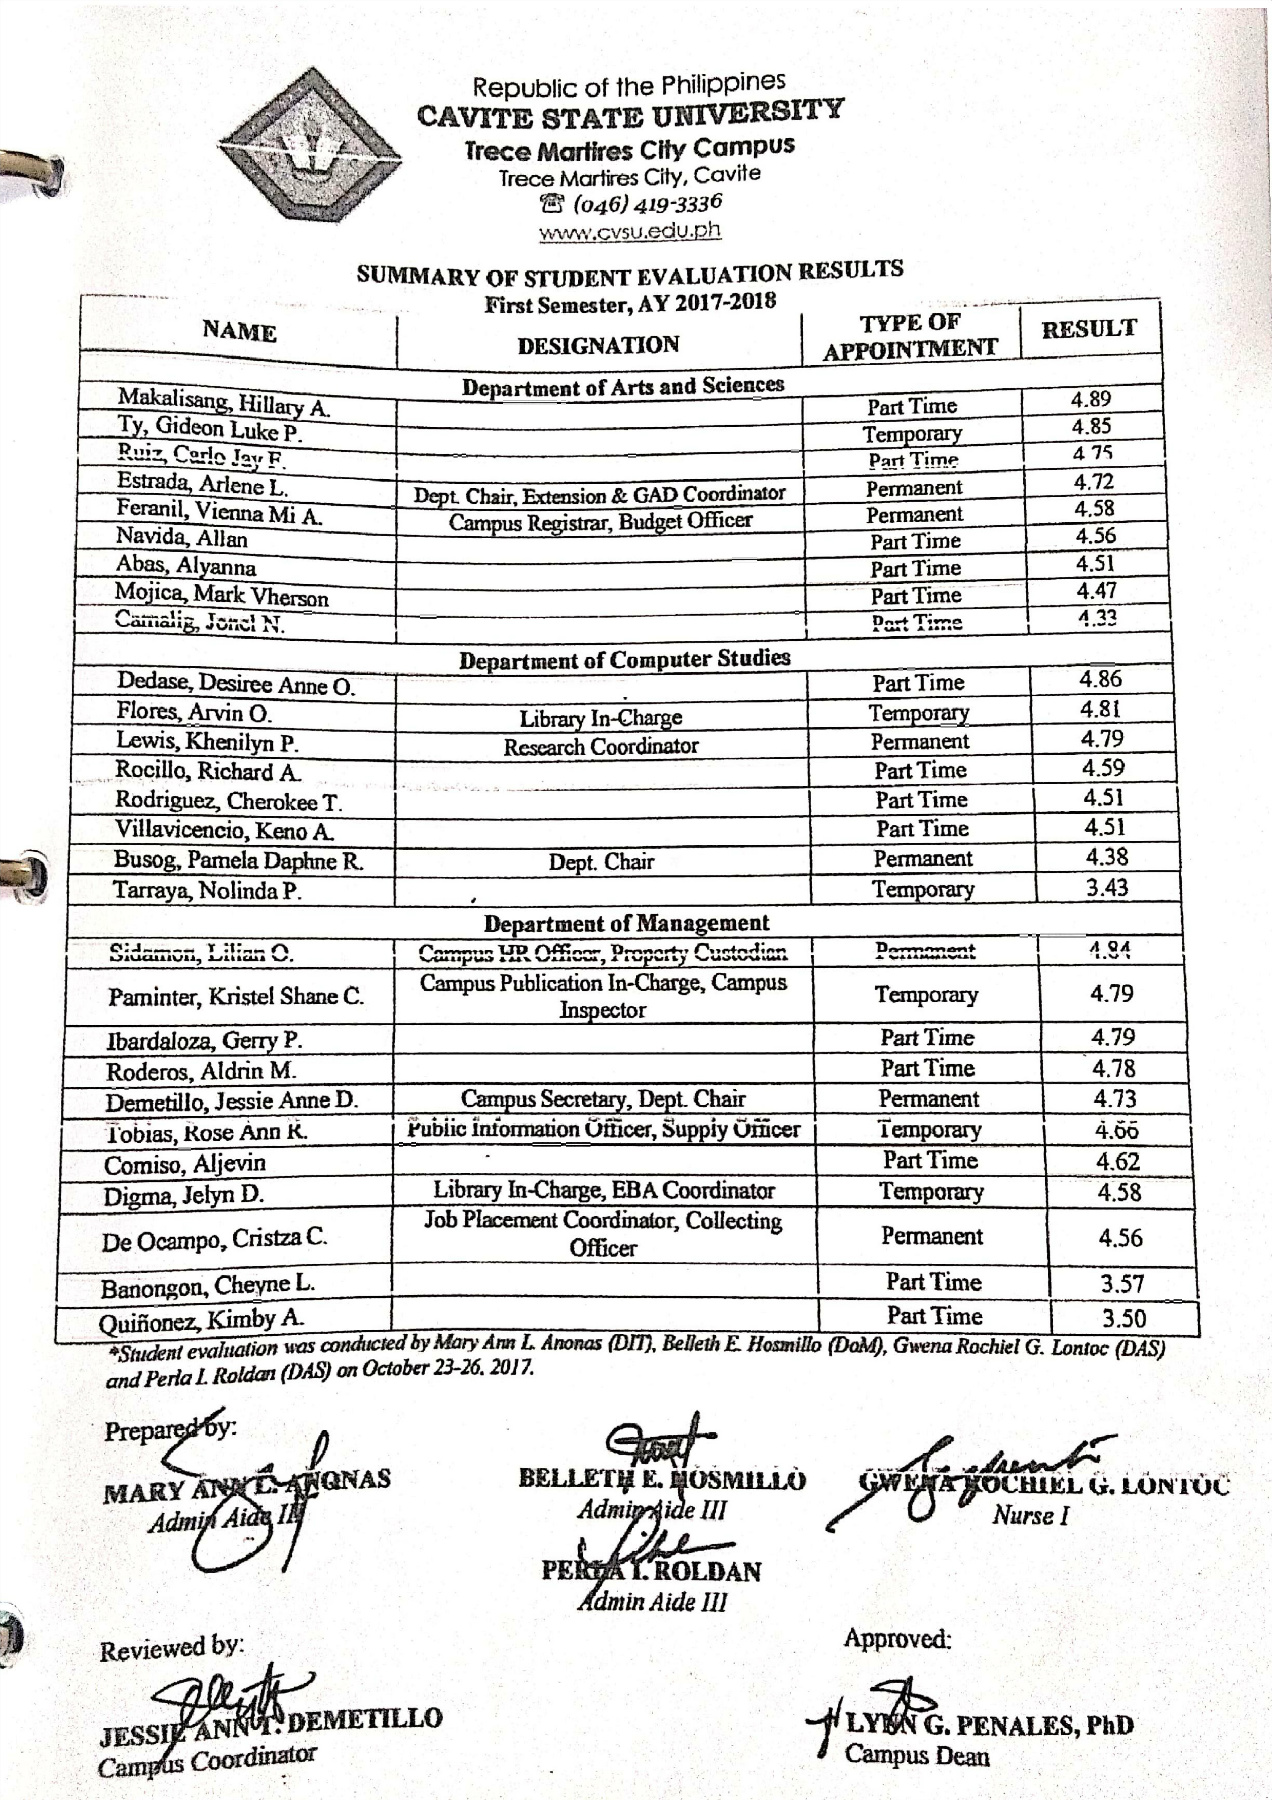 Republic of the Philippines
CAVITE STATE UNIVERSITY
Trece Martires City Campus
Trece Martires City, Cavite
☏ (046) 419-3336
www.cvsu.edu.ph
SUMMARY OF STUDENT EVALUATION RESULTS
First Semester, AY 2017-2018
NAME DESIGNATION TYPE OF APPOINTMENT RESULT
Department of Arts and Sciences
Makalisang, Hillary A. Part Time 4.89
Ty, Gideon Luke P. Temporary 4.85
Ruiz, Carlo Jay F. Part Time 4.75
Estrada, Arlene L. Dept. Chair, Extension & GAD Coordinator Permanent 4.72
Feranil, Vienna Mi A. Campus Registrar, Budget Officer Permanent 4.58
Navida, Allan Part Time 4.56
Abas, Alyanna Part Time 4.51
Mojica, Mark Vherson Part Time 4.47
Camalig, Jonel N. Part Time 4.33
Department of Computer Studies
Dedase, Desiree Anne O. Part Time 4.86
Flores, Arvin O. Library In-Charge Temporary 4.81
Lewis, Khenilyn P. Research Coordinator Permanent 4.79
Rocillo, Richard A. Part Time 4.59
Rodriguez, Cherokee T. Part Time 4.51
Villavicencio, Keno A. Part Time 4.51
Busog, Pamela Daphne R. Dept. Chair Permanent 4.38
Tarraya, Nolinda P. Temporary 3.43
Department of Management
Sidamon, Lilian O. Campus HR Officer, Property Custodian Permanent 4.84
Paminter, Kristel Shane C. Campus Publication In-Charge, Campus Inspector Temporary 4.79
Ibardaloza, Gerry P. Part Time 4.79
Roderos, Aldrin M. Part Time 4.78
Demetillo, Jessie Anne D. Campus Secretary, Dept. Chair Permanent 4.73
Tobias, Rose Ann R. Public Information Officer, Supply Officer Temporary 4.66
Comiso, Aljevin Part Time 4.62
Digma, Jelyn D. Library In-Charge, EBA Coordinator Temporary 4.58
De Ocampo, Cristza C. Job Placement Coordinator, Collecting Officer Permanent 4.56
Banongon, Cheyne L. Part Time 3.57
Quiñonez, Kimby A. Part Time 3.50
*Student evaluation was conducted by Mary Ann L. Anonas (DIT), Belleth E. Hosmillo (DoM), Gwena Rochiel G. Lontoc (DAS)
and Perla I. Roldan (DAS) on October 23-26, 2017.
Prepared by:
MARY ANN L. ANONAS BELLETH E. HOSMILLO GWENA ROCHIEL G. LONTOC
Admin Aide III Admin Aide III Nurse I
PERLA I. ROLDAN
Admin Aide III
Reviewed by: Approved:
JESSIE ANN T. DEMETILLO LYNN G. PENALES, PhD
Campus Coordinator Campus Dean